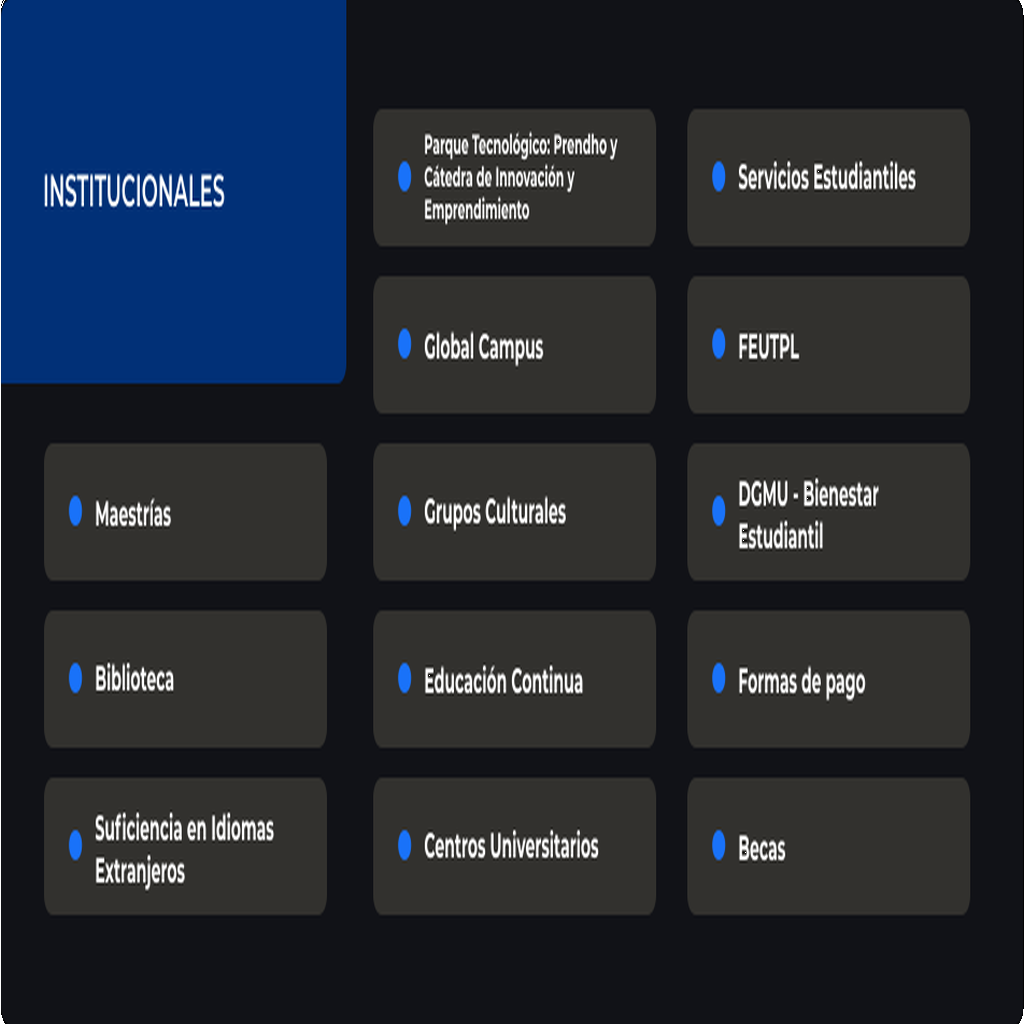 INSTITUCIONALES
Maestrías
Biblioteca
Suficiencia en Idiomas
Extranjeros
Parque Tecnológico: Prendho y
Cátedra de Innovación y
Emprendimiento
Global Campus
Grupos Culturales
Educación Continua
Centros Universitarios
Servicios Estudiantiles
FEUTPL
DGMU - Bienestar
Estudiantil
Formas de pago
Becas